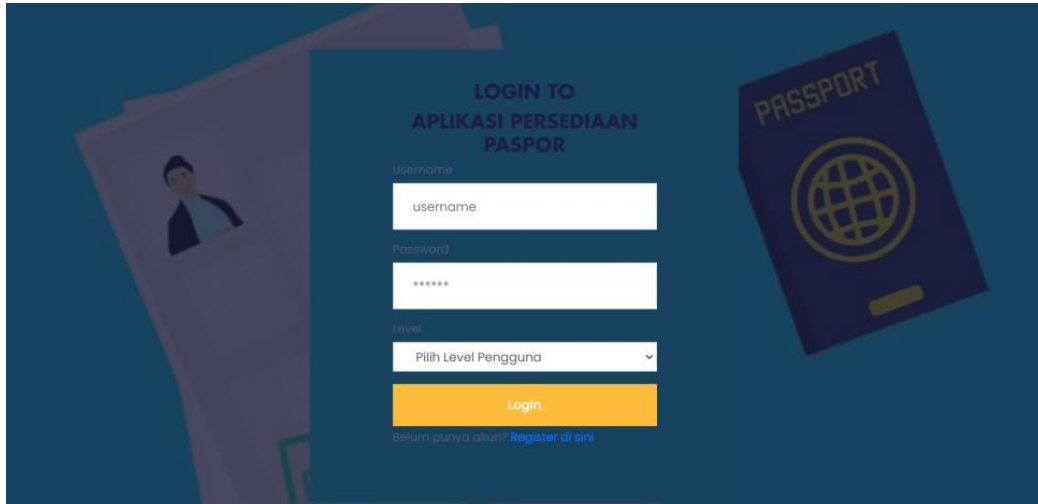 PASSPORT
LOGIN TO
APLIKASI PERSEDIAAN
PASPOR
Username
username
Password
******
Level
Pilih Level Pengguna
Login
Belum punya akun? Register di sini